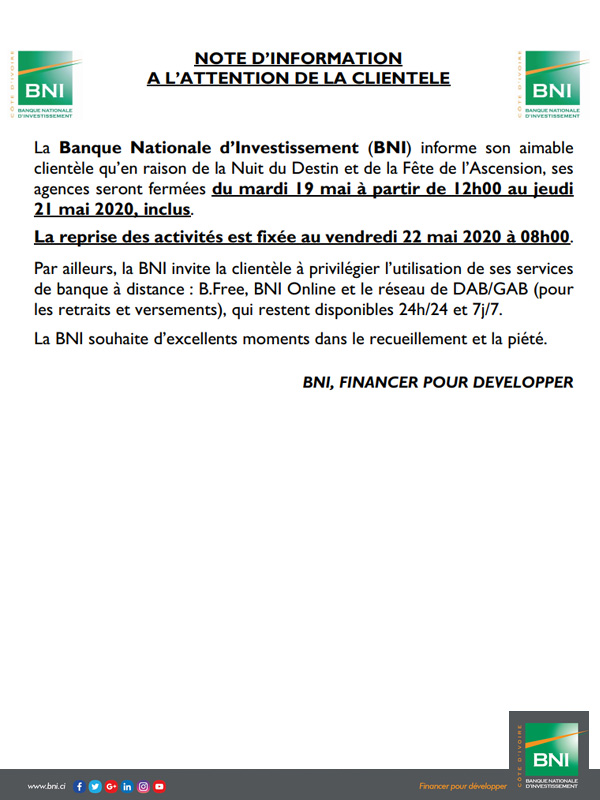 NOTE D'INFORMATION
A L'ATTENTION DE LA CLIENTELE
CÔTE D'IVOIRE
BNI
BANQUE NATIONALE
D'INVESTISSEMENT
CÔTE D'IVOIRE
BNI
BANQUE NATIONALE
D'INVESTISSEMENT
La Banque Nationale d'Investissement (BNI) informe son aimable
clientèle qu'en raison de la Nuit du Destin et de la Fête de l'Ascension, ses
agences seront fermées du mardi 19 mai à partir de 12h00 au jeudi
21 mai 2020, inclus.
La reprise des activités est fixée au vendredi 22 mai 2020 à 08h00.
Par ailleurs, la BNI invite la clientèle à privilégier l'utilisation de ses services
de banque à distance : B.Free, BNI Online et le réseau de DAB/GAB (pour
les retraits et versements), qui restent disponibles 24h/24 et 7j/7.
La BNI souhaite d'excellents moments dans le recueillement et la piété.
BNI, FINANCER POUR DEVELOPPER
www.bni.ci
Financer pour développer
CÔTE D'IVOIRE
BNI
BANQUE NATIONALE
D'INVESTISSEMENT